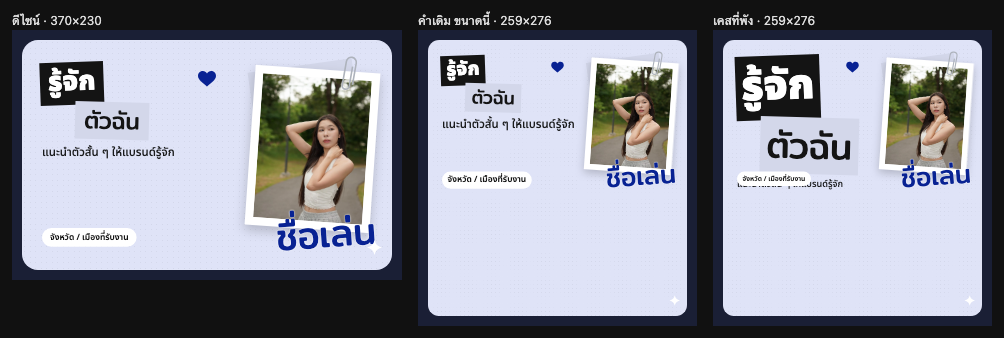 ดีไซน์ · 370×230
รู้จัก
ตัวฉัน
แนะนำตัวสั้น ๆ ให้แบรนด์รู้จัก
จังหวัด / เมืองที่รับงาน
ชื่อเล่น
คำเดิม ขนาดนี้ · 259×276
รู้จัก
ตัวฉัน
แนะนำตัวสั้น ๆ ให้แบรนด์รู้จัก
จังหวัด / เมืองที่รับงาน
ชื่อเล่น
เคสที่พัง · 259×276
รู้จัก
ตัวฉัน
จังหวัด / เมืองที่รับงาน
ชื่อเล่น